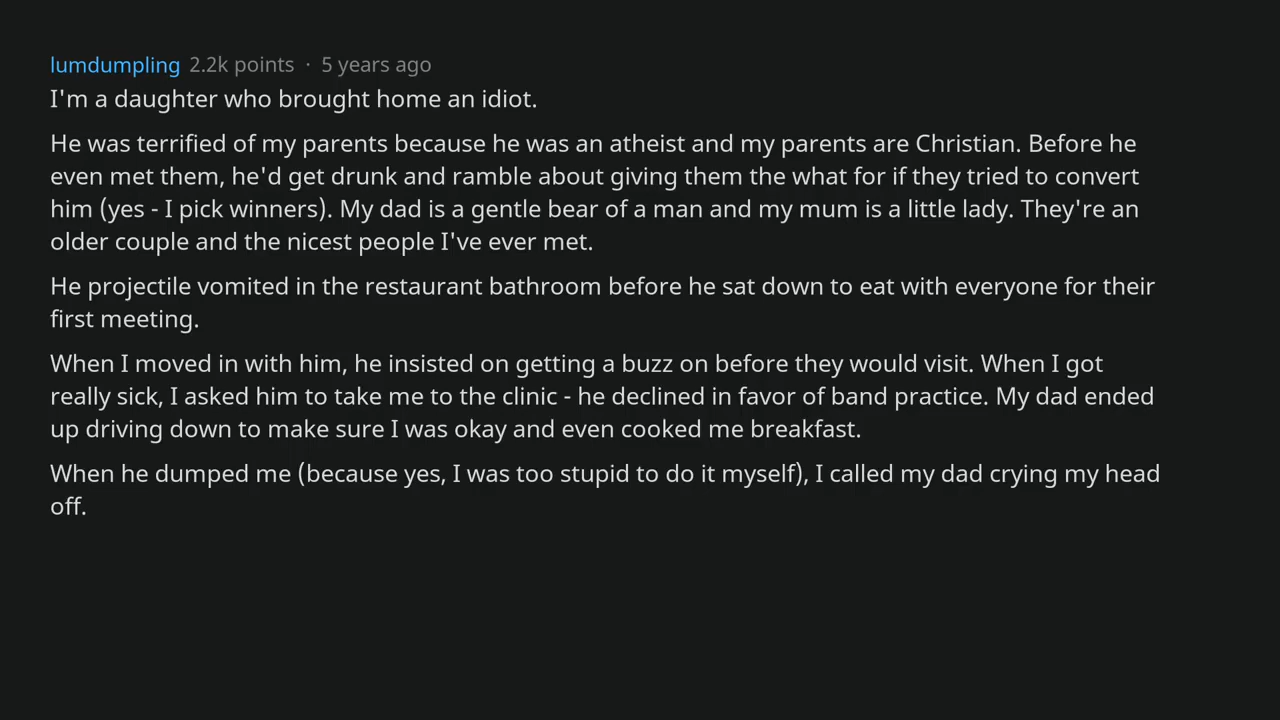 lumdumpling 2.2k points · 5 years ago
I'm a daughter who brought home an idiot.
He was terrified of my parents because he was an atheist and my parents are Christian. Before he
even met them, he'd get drunk and ramble about giving them the what for if they tried to convert
him (yes - I pick winners). My dad is a gentle bear of a man and my mum is a little lady. They're an
older couple and the nicest people I've ever met.
He projectile vomited in the restaurant bathroom before he sat down to eat with everyone for their
first meeting.
When I moved in with him, he insisted on getting a buzz on before they would visit. When I got
really sick, I asked him to take me to the clinic - he declined in favor of band practice. My dad ended
up driving down to make sure I was okay and even cooked me breakfast.
When he dumped me (because yes, I was too stupid to do it myself), I called my dad crying my head
off.